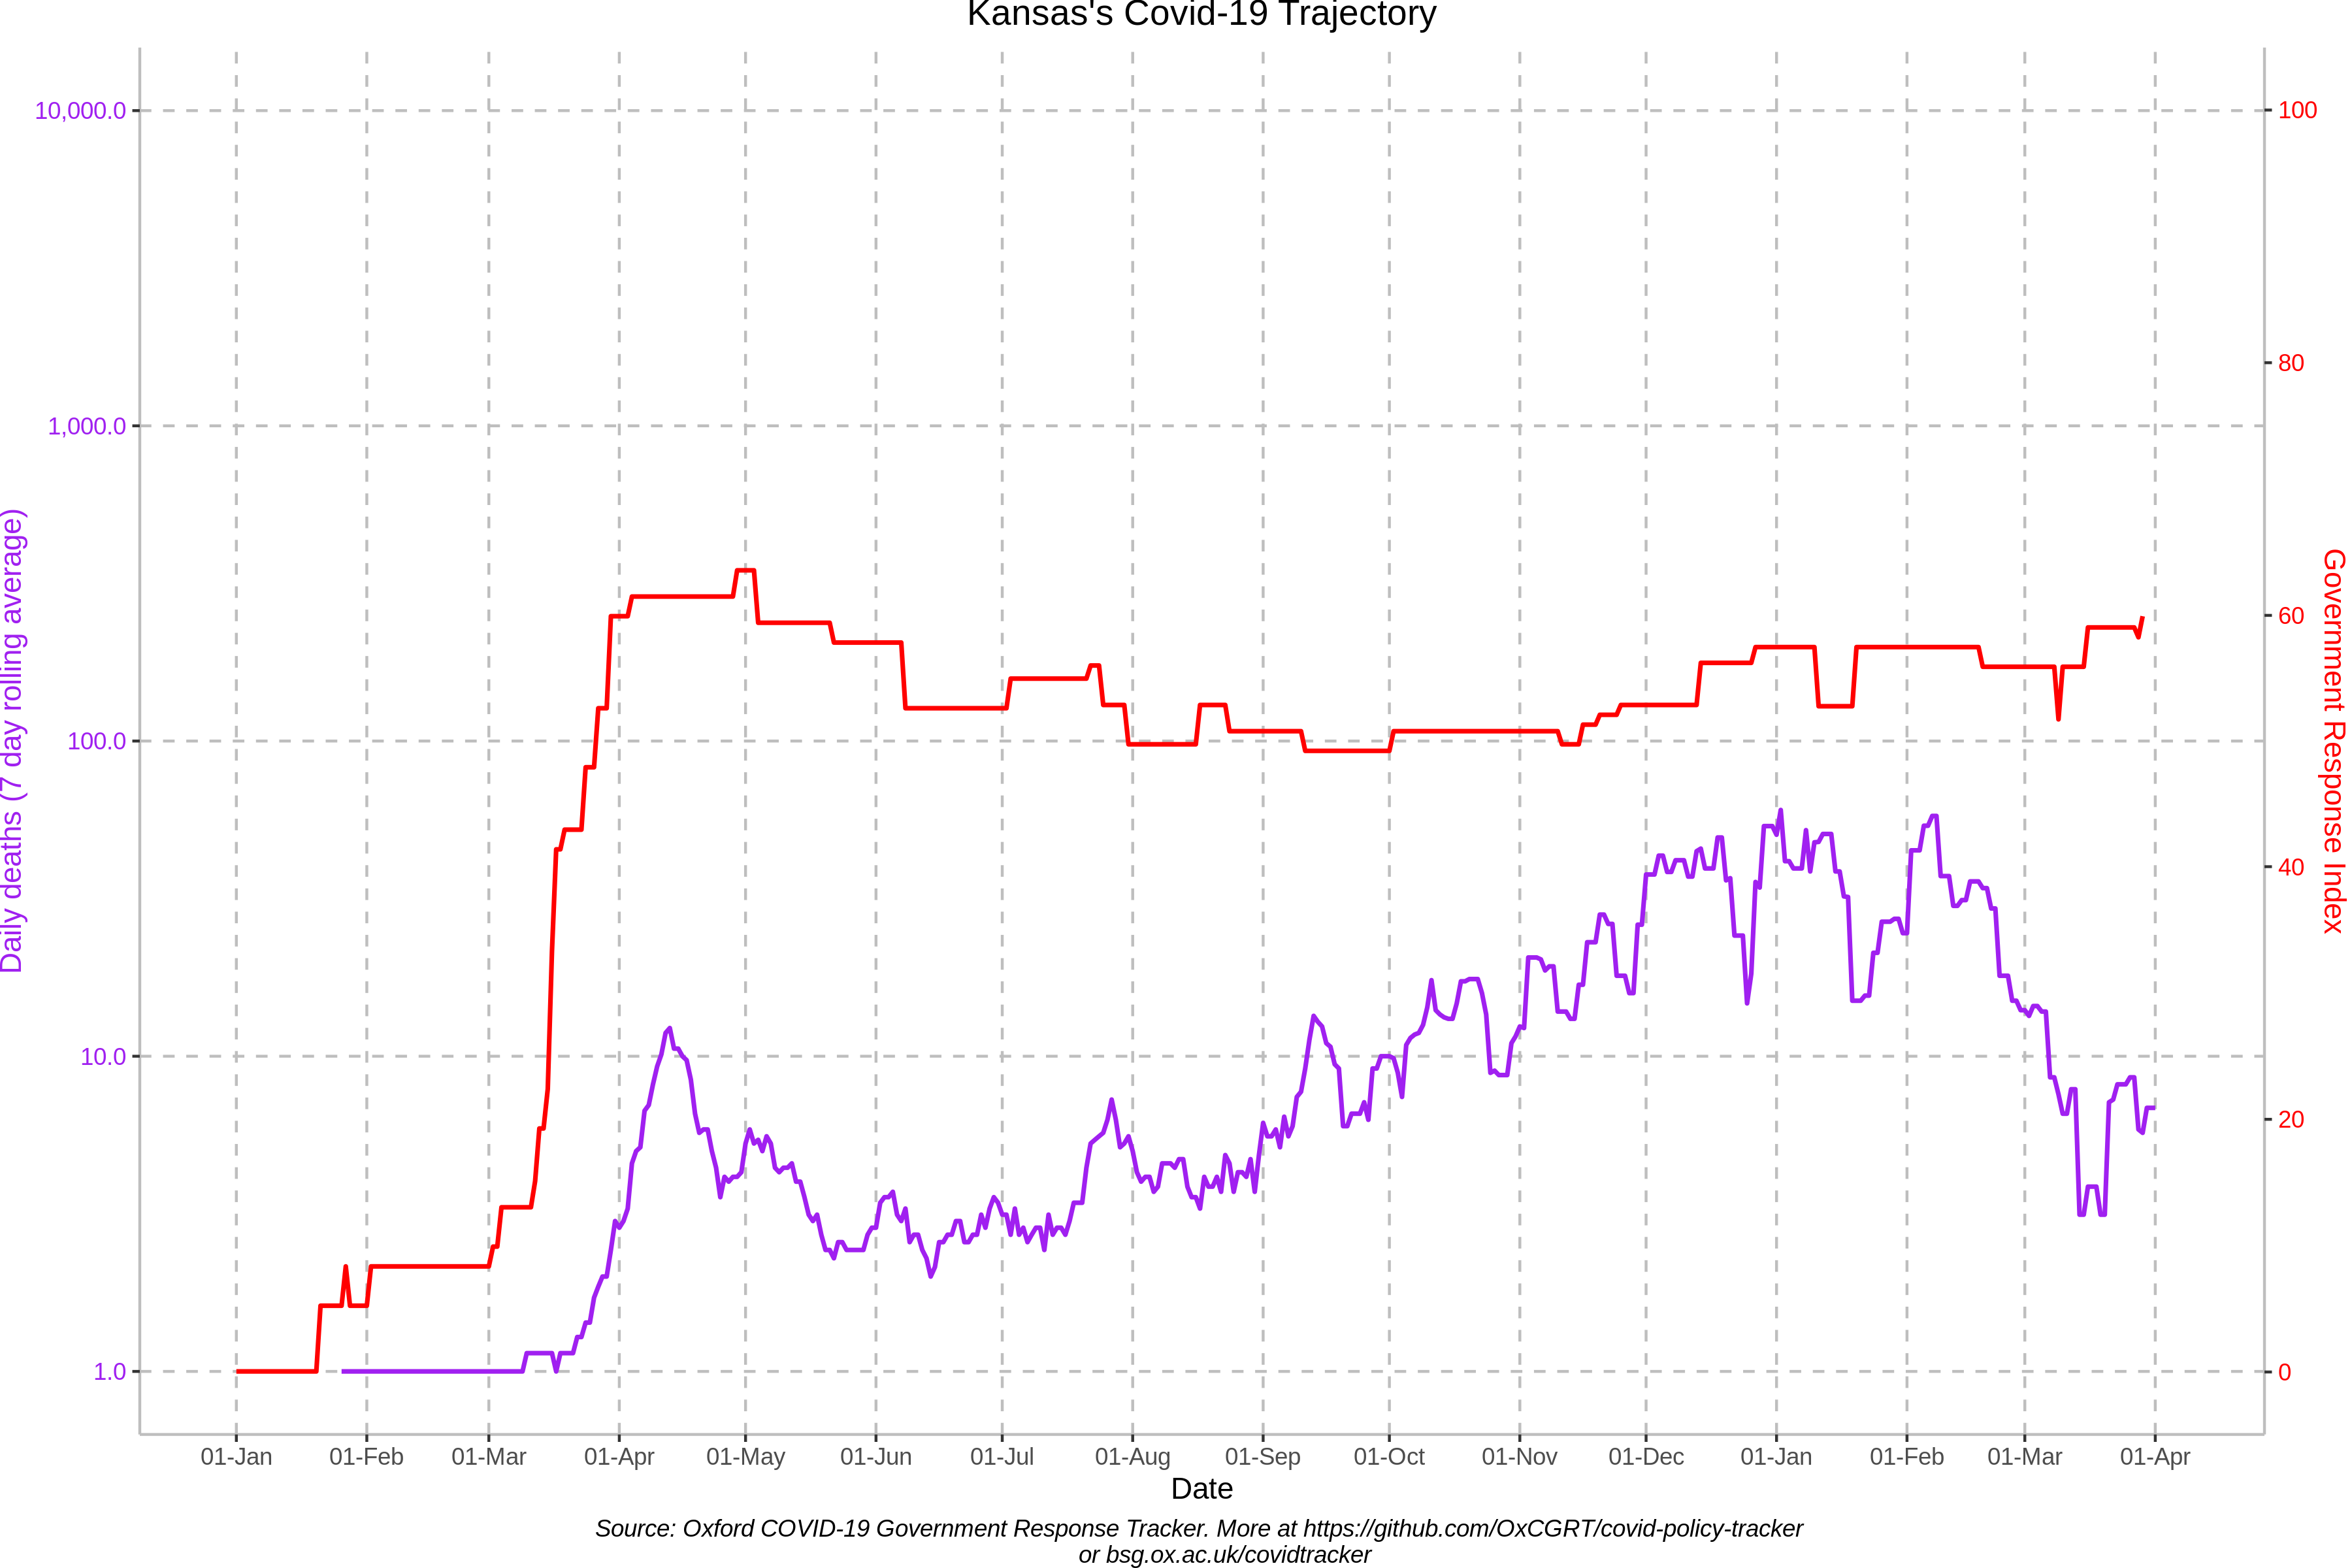 Kansas's Covid-19 Trajectory
10,000.0
1,000.0
100.0
10.0
1.0
Daily deaths (7 day rolling average)
100
80
60
40
20
0
Government Response Index
01-Jan 01-Feb 01-Mar 01-Apr 01-May 01-Jun 01-Jul 01-Aug 01-Sep 01-Oct 01-Nov 01-Dec 01-Jan 01-Feb 01-Mar 01-Apr
Date
Source: Oxford COVID-19 Government Response Tracker. More at https://github.com/OxCGRT/covid-policy-tracker
or bsg.ox.ac.uk/covidtracker